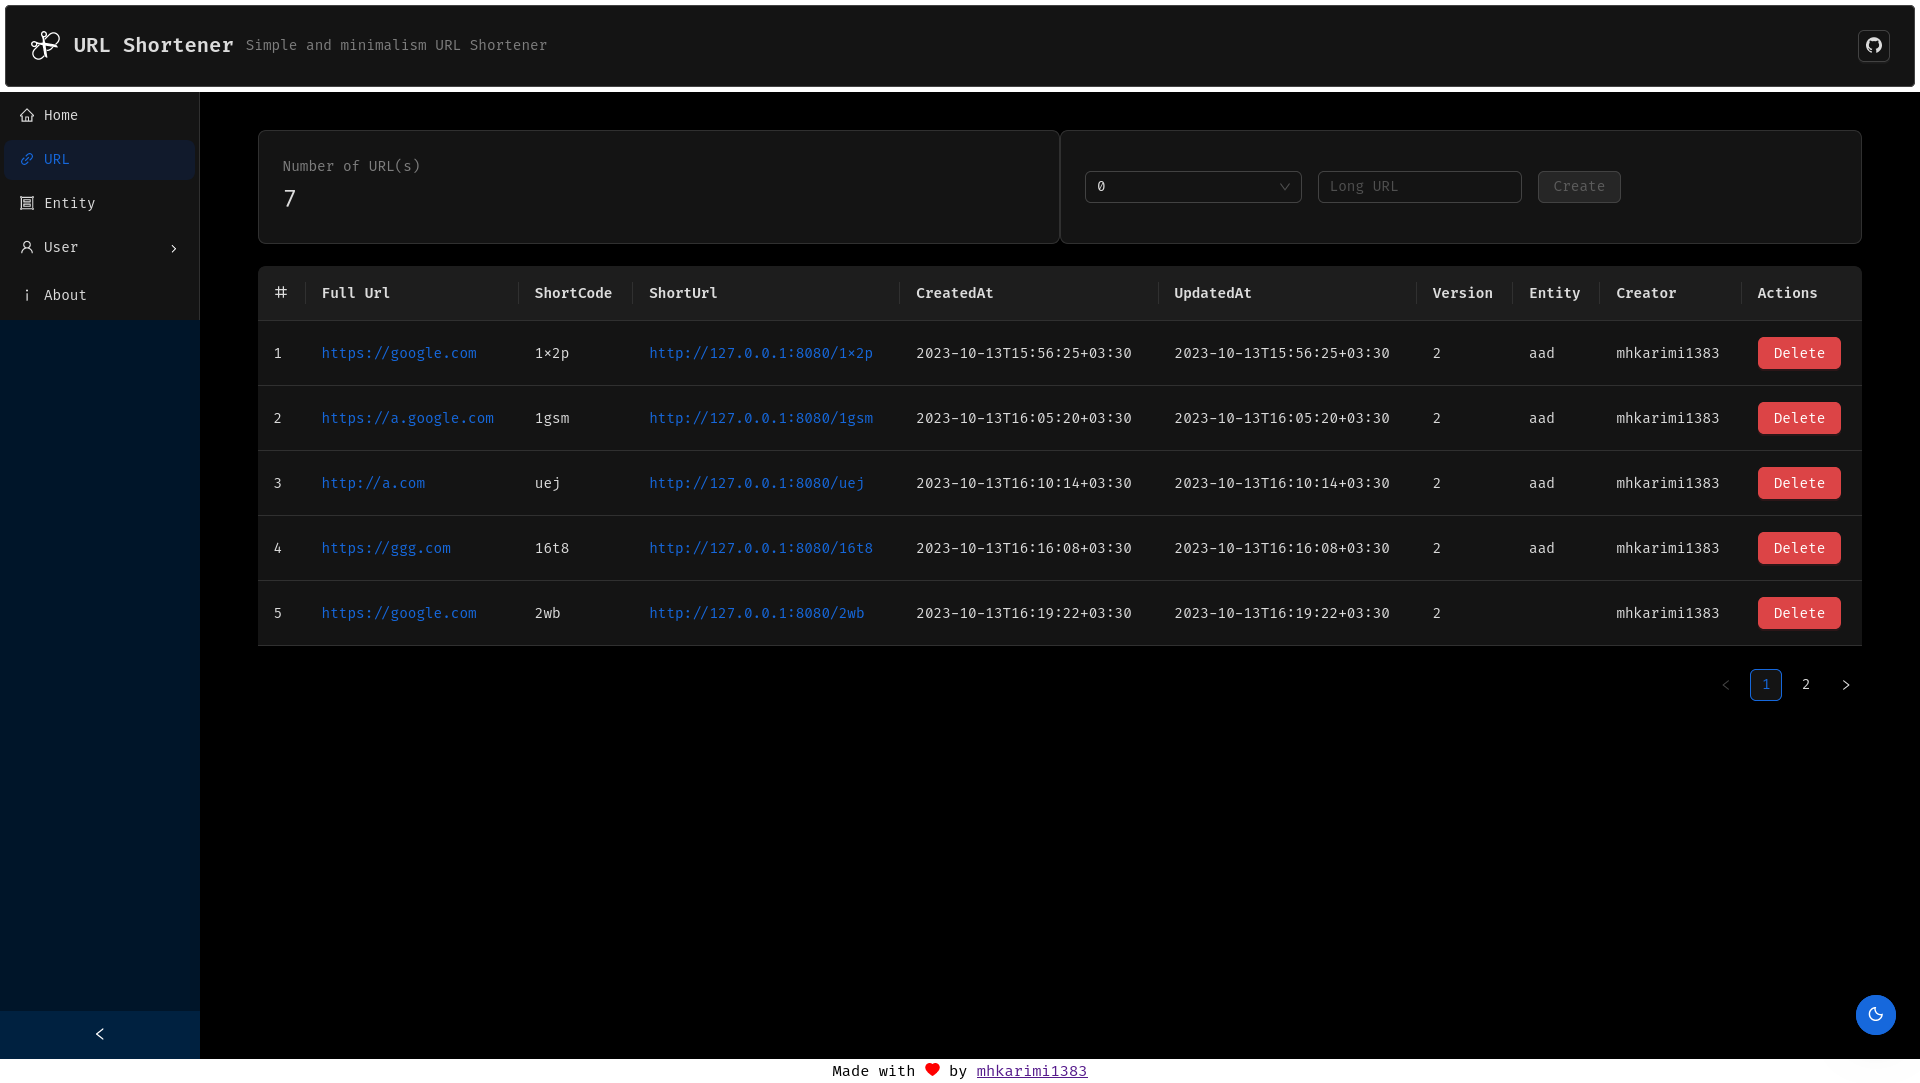 URL Shortener Simple and minimalism URL Shortener
Home
URL
Entity
User
About
Number of URL(s)
7
0 Long URL Create
# Full Url ShortCode ShortUrl CreatedAt UpdatedAt Version Entity Creator Actions
1 https://google.com 1x2p http://127.0.0.1:8080/1x2p 2023-10-13T15:56:25+03:30 2023-10-13T15:56:25+03:30 2 aad mhkarimi1383 Delete
2 https://a.google.com 1gsm http://127.0.0.1:8080/1gsm 2023-10-13T16:05:20+03:30 2023-10-13T16:05:20+03:30 2 aad mhkarimi1383 Delete
3 http://a.com uej http://127.0.0.1:8080/uej 2023-10-13T16:10:14+03:30 2023-10-13T16:10:14+03:30 2 aad mhkarimi1383 Delete
4 https://ggg.com 16t8 http://127.0.0.1:8080/16t8 2023-10-13T16:16:08+03:30 2023-10-13T16:16:08+03:30 2 aad mhkarimi1383 Delete
5 https://google.com 2wb http://127.0.0.1:8080/2wb 2023-10-13T16:19:22+03:30 2023-10-13T16:19:22+03:30 2 mhkarimi1383 Delete
< 1 2 >
Made with ❤ by mhkarimi1383